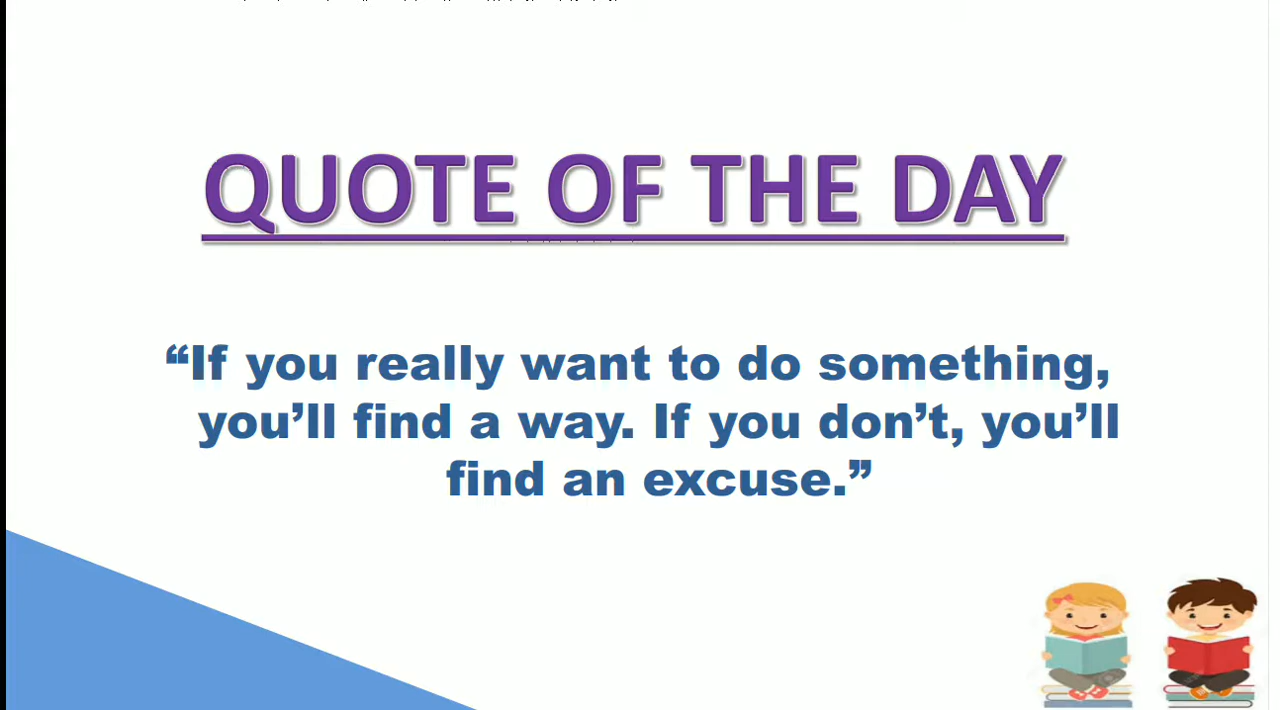 QUOTE OF THE DAY
“If you really want to do something,
you’ll find a way. If you don’t, you’ll
find an excuse.”